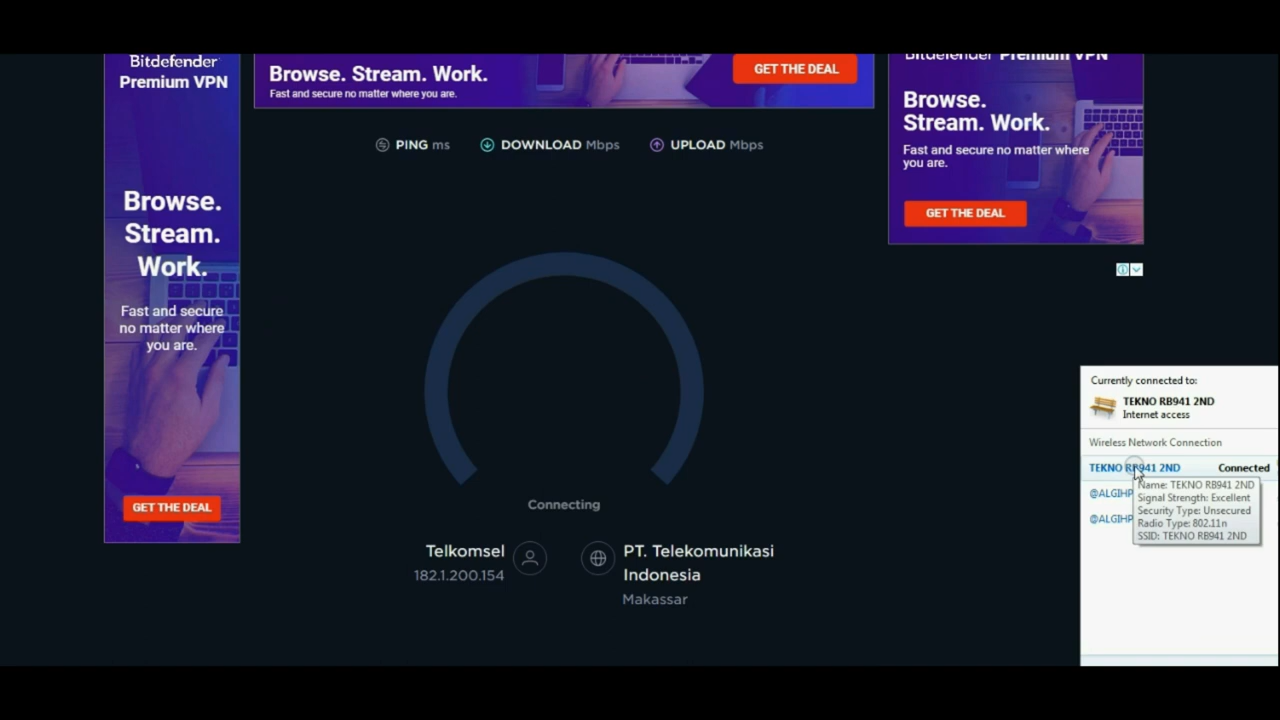 Bitdefender
Premium VPN
Browse.
Stream.
Work.
Fast and secure
no matter where
you are.
GET THE DEAL
Browse. Stream. Work.
Fast and secure no matter where you are.
GET THE DEAL
Bitdefender Premium VPN
Browse.
Stream. Work.
Fast and secure no matter where
you are.
GET THE DEAL
PING ms DOWNLOAD Mbps UPLOAD Mbps
Connecting
Telkomsel
182.1.200.154
PT. Telekomunikasi
Indonesia
Makassar
Currently connected to:
TEKNO RB941 2ND
Internet access
Wireless Network Connection
TEKNO RB941 2ND Connected
@ALGIHP
@ALGIHP
Name: TEKNO RB941 2ND
Signal Strength: Excellent
Security Type: Unsecured
Radio Type: 802.11n
SSID: TEKNO RB941 2ND